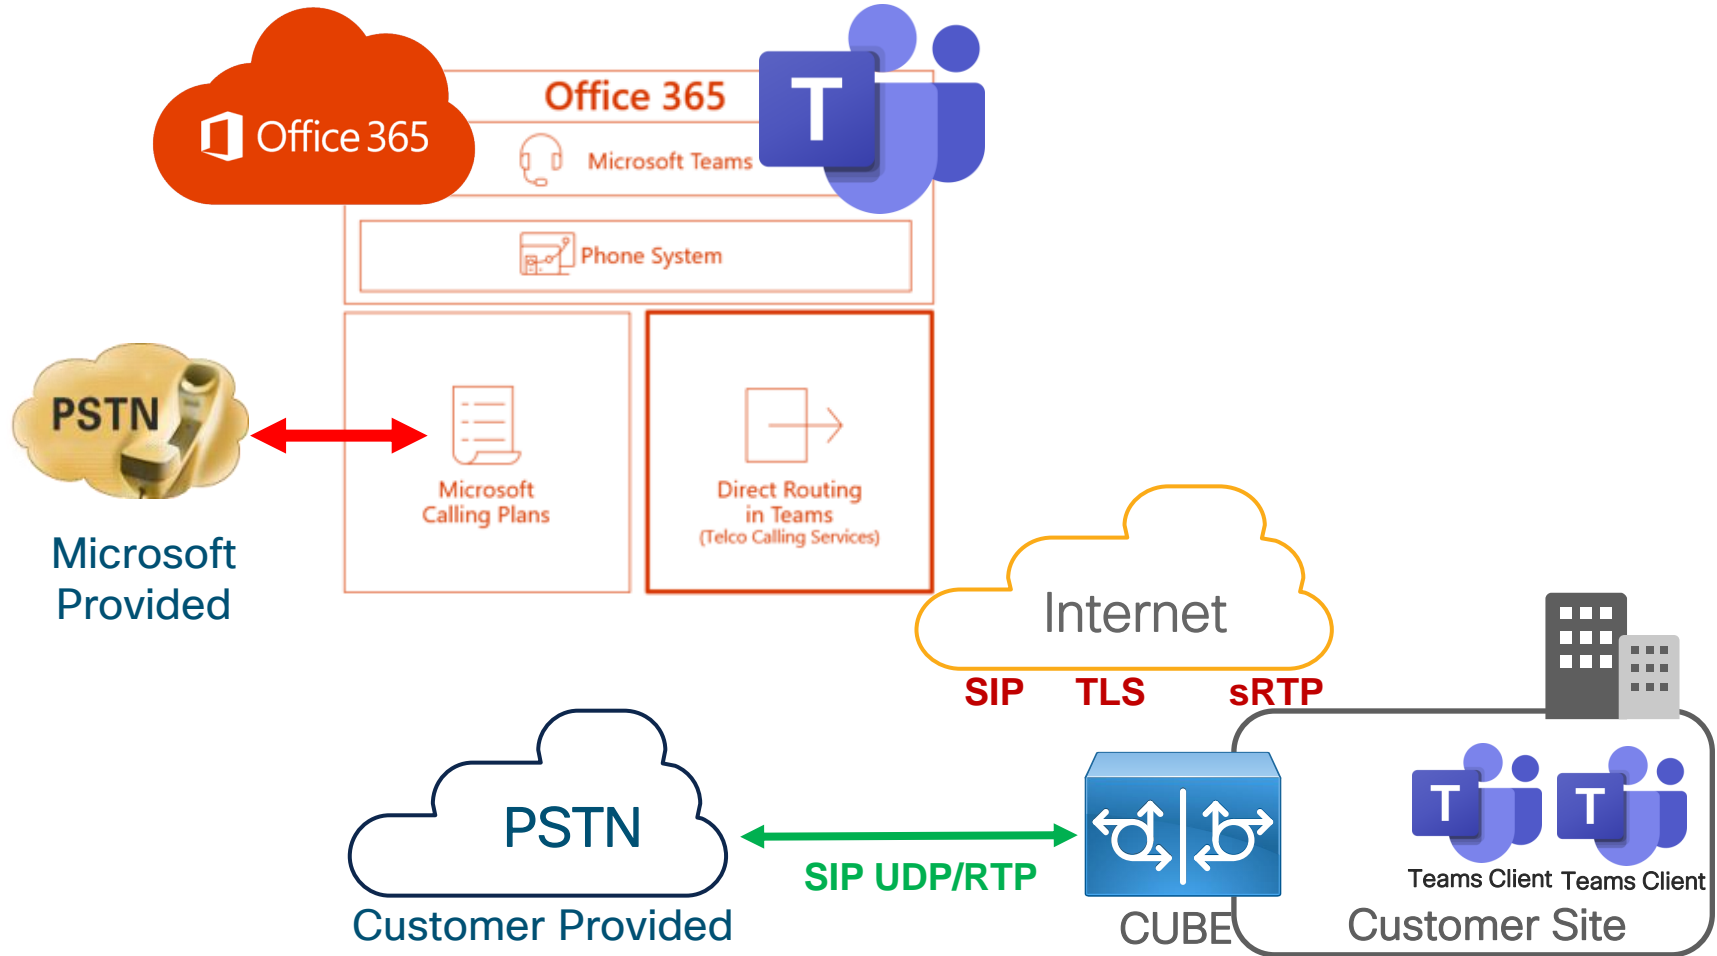 Office 365
Office 365
T
Microsoft Teams
Phone System
PSTN
Microsoft
Calling Plans
Direct Routing
in Teams
(Telco Calling Services)
Microsoft
Provided
Internet
SIP TLS sRTP
PSTN
SIP UDP/RTP
Customer Provided
CUBE
T
T
Teams Client
Teams Client
Customer Site